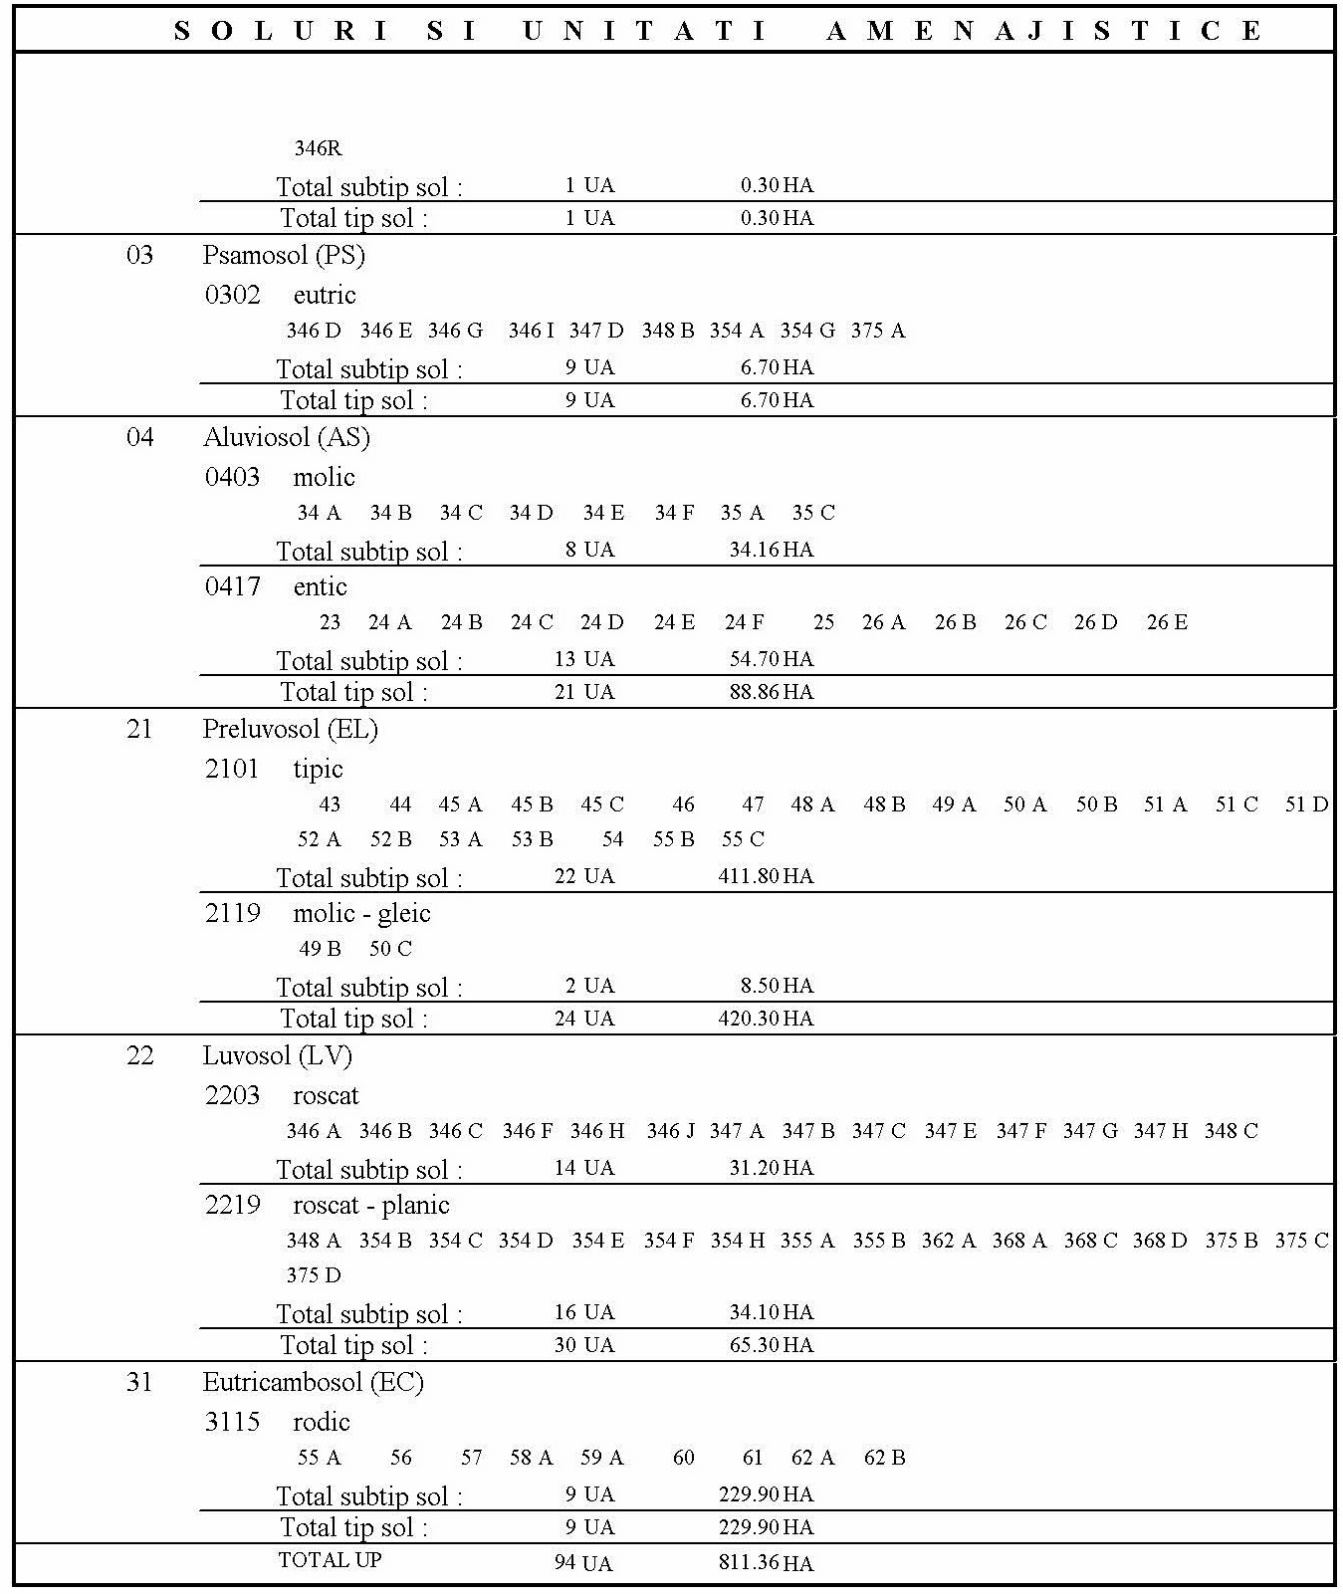 SOLURI SI UNITATI AMENAJISTICE
346R
Total subtip sol : 1 UA 0.30 HA
Total tip sol : 1 UA 0.30 HA
03 Psamosol (PS)
0302 eutric
346 D 346 E 346 G 346 I 347 D 348 B 354 A 354 G 375 A
Total subtip sol : 9 UA 6.70 HA
Total tip sol : 9 UA 6.70 HA
04 Aluviosol (AS)
0403 molic
34 A 34 B 34 C 34 D 34 E 34 F 35 A 35 C
Total subtip sol : 8 UA 34.16 HA
0417 entic
23 24 A 24 B 24 C 24 D 24 E 24 F 25 26 A 26 B 26 C 26 D 26 E
Total subtip sol : 13 UA 54.70 HA
Total tip sol : 21 UA 88.86 HA
21 Preluvosol (EL)
2101 tipic
43 44 45 A 45 B 45 C 46 47 48 A 48 B 49 A 50 A 50 B 51 A 51 C 51 D
52 A 52 B 53 A 53 B 54 55 B 55 C
Total subtip sol : 22 UA 411.80 HA
2119 molic - gleic
49 B 50 C
Total subtip sol : 2 UA 8.50 HA
Total tip sol : 24 UA 420.30 HA
22 Luvosol (LV)
2203 roscat
346 A 346 B 346 C 346 F 346 H 346 J 347 A 347 B 347 C 347 E 347 F 347 G 347 H 348 C
Total subtip sol : 14 UA 31.20 HA
2219 roscat - planic
348 A 354 B 354 C 354 D 354 E 354 F 354 H 355 A 355 B 362 A 368 A 368 C 368 D 375 B 375 C
375 D
Total subtip sol : 16 UA 34.10 HA
Total tip sol : 30 UA 65.30 HA
31 Eutricambosol (EC)
3115 rodic
55 A 56 57 58 A 59 A 60 61 62 A 62 B
Total subtip sol : 9 UA 229.90 HA
Total tip sol : 9 UA 229.90 HA
TOTAL UP 94 UA 811.36 HA